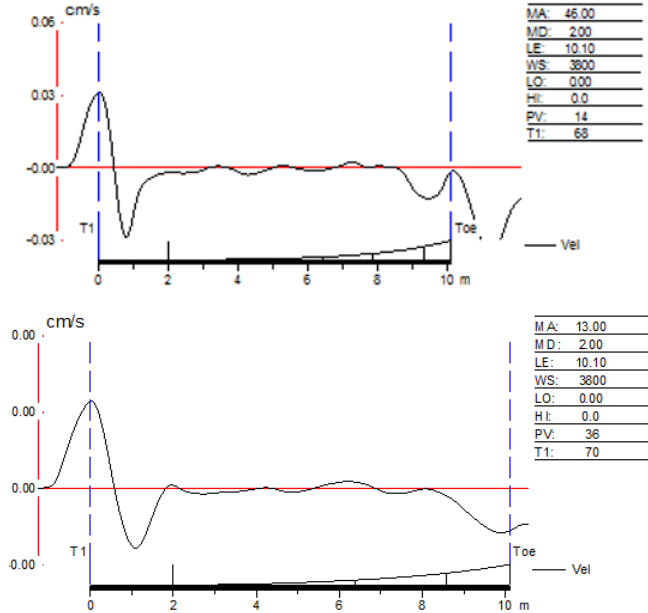 cm/s
0.06
0.03
-0.00
-0.03
MA: 46.00
MD: 2.00
LE: 10.10
WS: 3800
LO: 0.00
HI: 0.0
PV: 14
T1: 68
T1
Toe
Vel
0 2 4 6 8 10 m
cm/s
0.00
0.00
0.00
-0.00
MA: 13.00
MD: 2.00
LE: 10.10
WS: 3800
LO: 0.00
HI: 0.0
PV: 36
T1: 70
T1
Toe
Vel
0 2 4 6 8 10 m